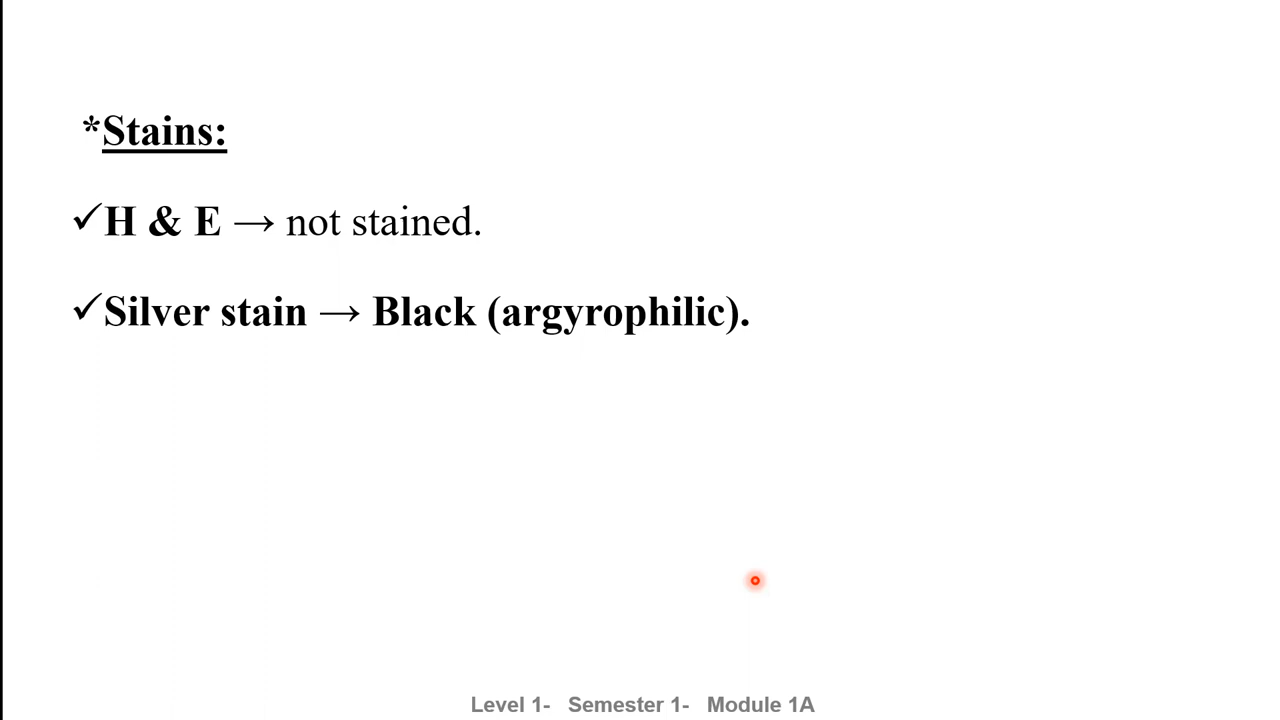 *Stains:
✓H & E → not stained.
✓Silver stain → Black (argyrophilic).
Level 1- Semester 1- Module 1A